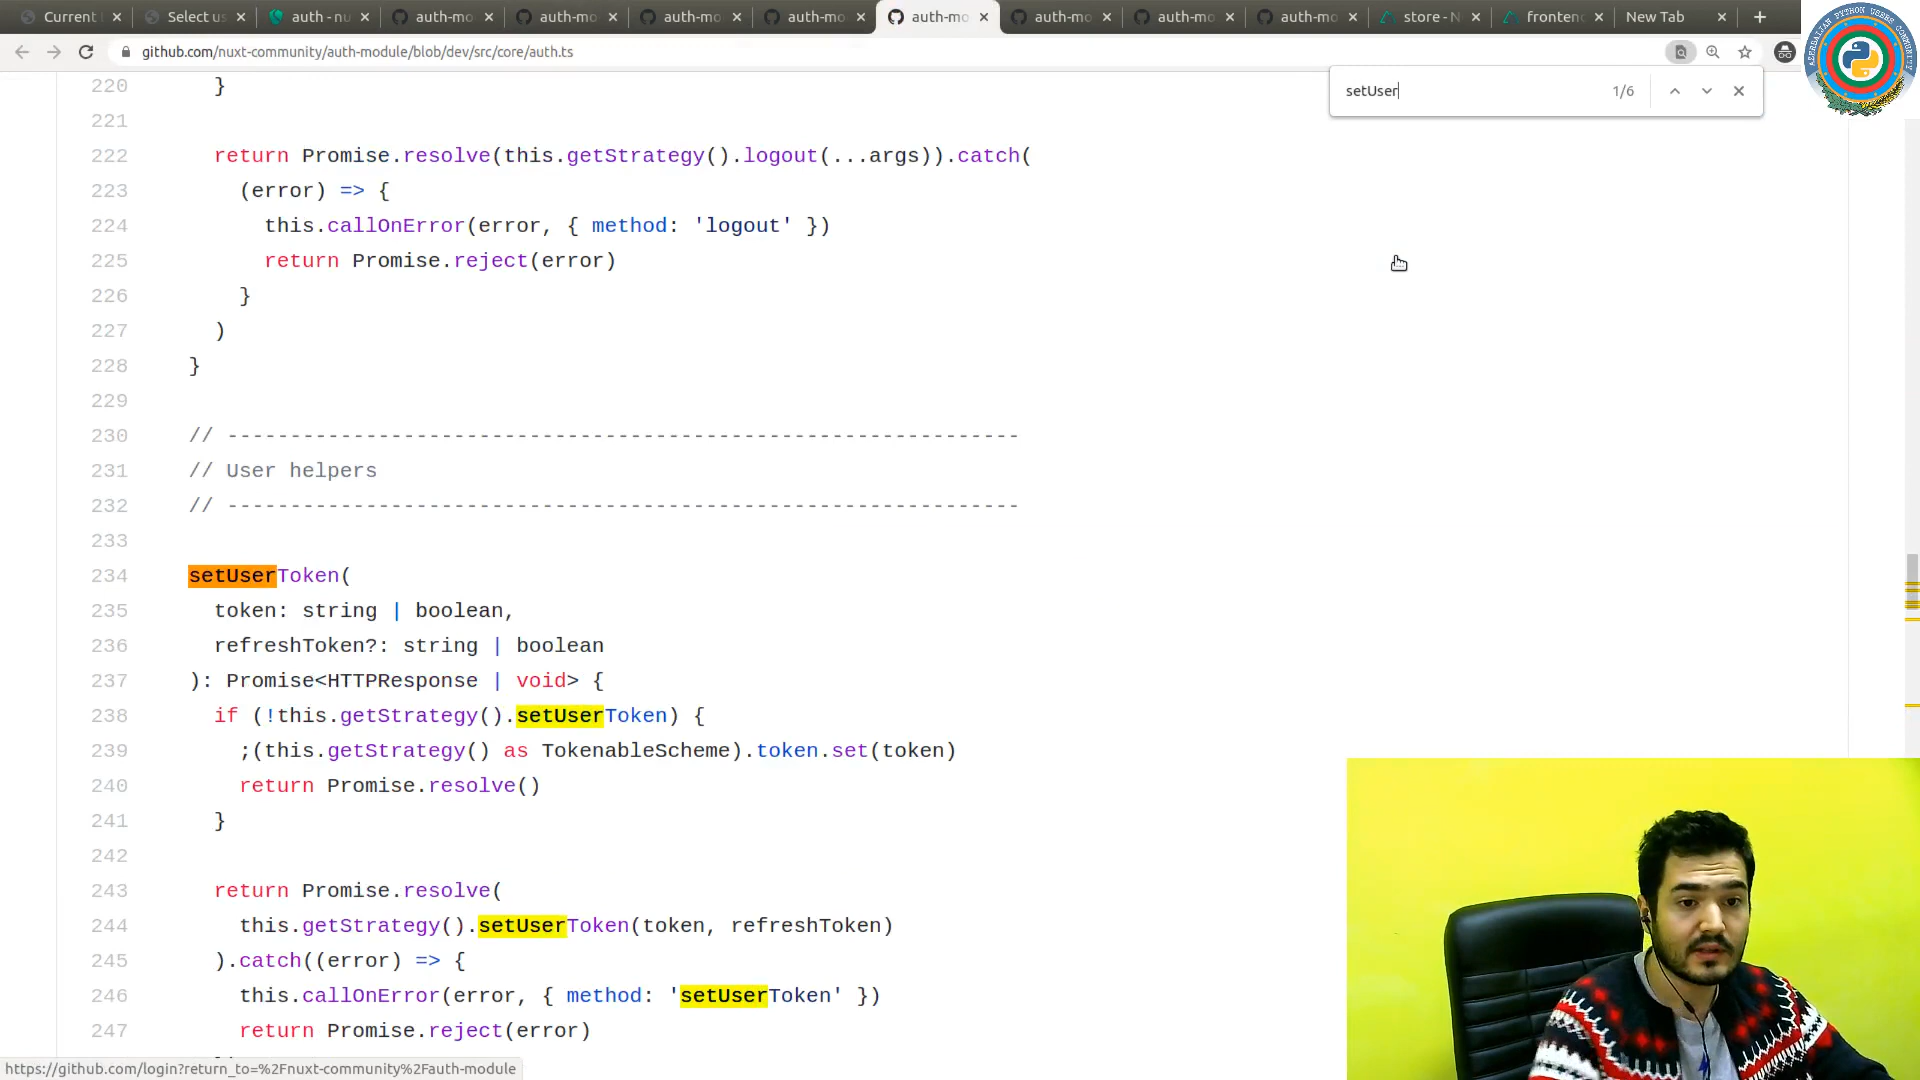 Current
Select us
auth - nu
auth-mo
auth-mo
auth-mo
auth-mo
auth-mo
auth-mo
auth-mo
auth-mo
store - N
fronten
New Tab
github.com/nuxt-community/auth-module/blob/dev/src/core/auth.ts
setUser 1/6
AZERBAIJAN PYTHON USERS COMMUNITY
220 }
221
222 return Promise.resolve(this.getStrategy().logout(...args)).catch(
223 (error) => {
224 this.callOnError(error, { method: 'logout' })
225 return Promise.reject(error)
226 }
227 )
228 }
229
230 // ---------------------------------------------------------------
231 // User helpers
232 // ---------------------------------------------------------------
233
234 setUserToken(
235 token: string | boolean,
236 refreshToken?: string | boolean
237 ): Promise<HTTPResponse | void> {
238 if (!this.getStrategy().setUserToken) {
239 ;(this.getStrategy() as TokenableScheme).token.set(token)
240 return Promise.resolve()
241 }
242
243 return Promise.resolve(
244 this.getStrategy().setUserToken(token, refreshToken)
245 ).catch((error) => {
246 this.callOnError(error, { method: 'setUserToken' })
247 return Promise.reject(error)
https://github.com/login?return_to=%2Fnuxt-community%2Fauth-module